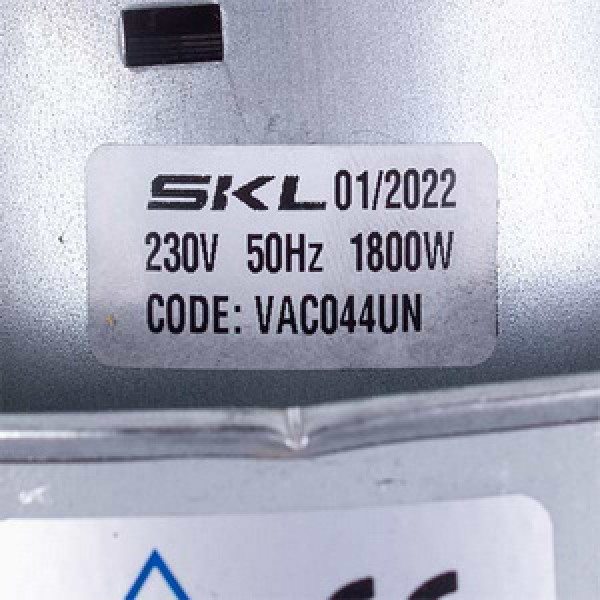 SKL 01/2022
230V 50Hz 1800W
CODE: VAC044UN